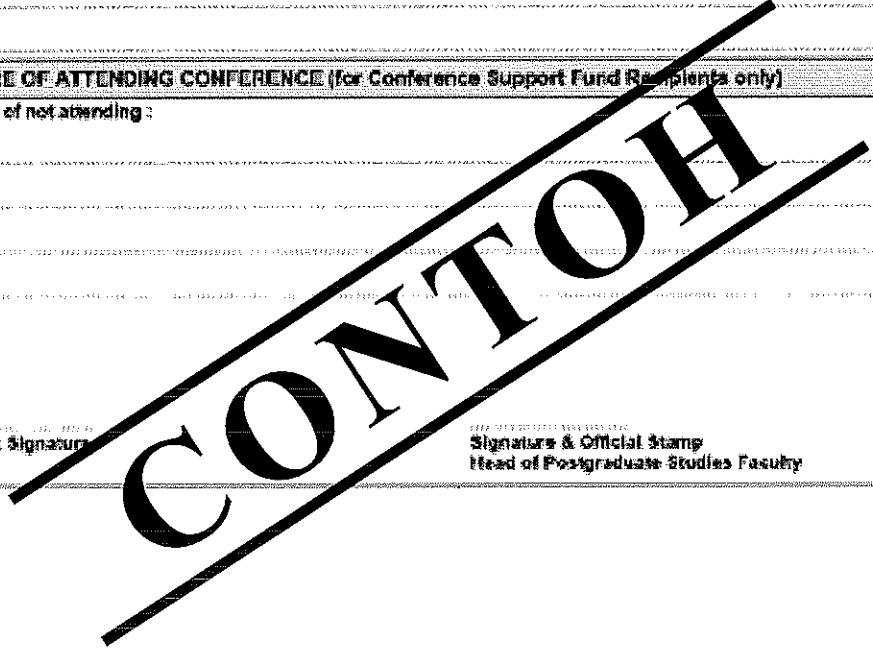 OF ATTENDING CONFERENCE (for Conference Support Fund Recipients only)
of not attending :
CONTOH
Signature
Signature & Official Stamp
Head of Postgraduate Studies Faculty